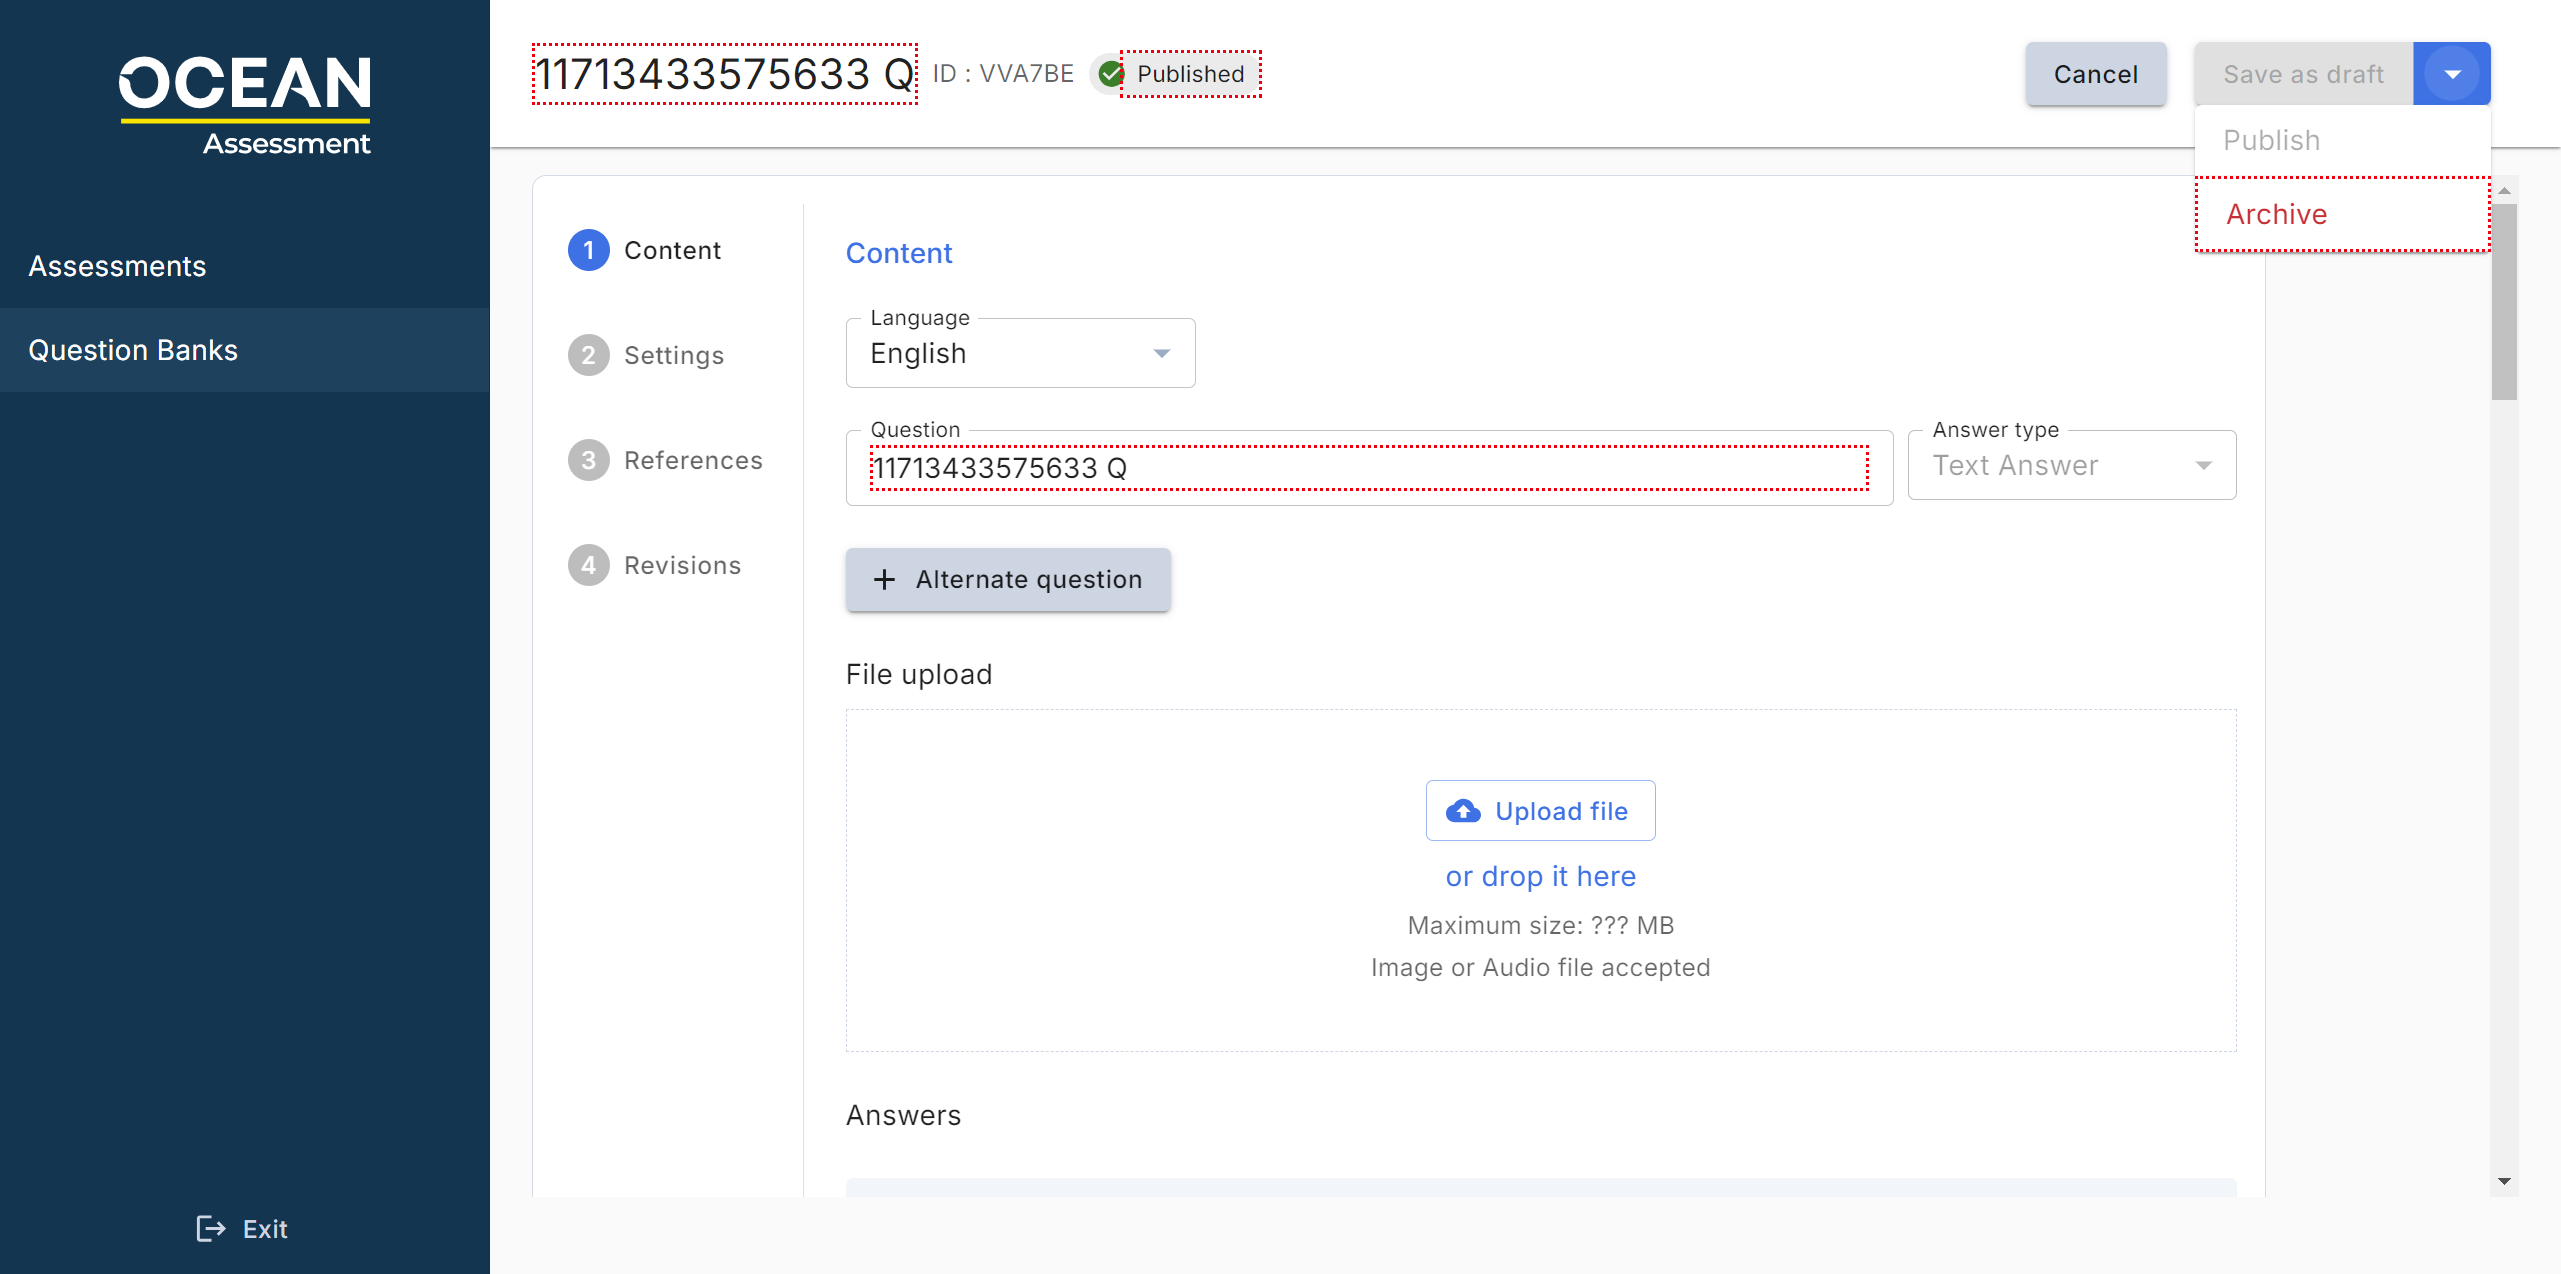 OCEAN
Assessment
Assessments
Question Banks
Exit
11713433575633 Q ID : VVA7BE Published
Cancel
Save as draft
Publish
Archive
1 Content
2 Settings
3 References
4 Revisions
Content
Language
English
Question
11713433575633 Q
Answer type
Text Answer
+ Alternate question
File upload
Upload file
or drop it here
Maximum size: ??? MB
Image or Audio file accepted
Answers